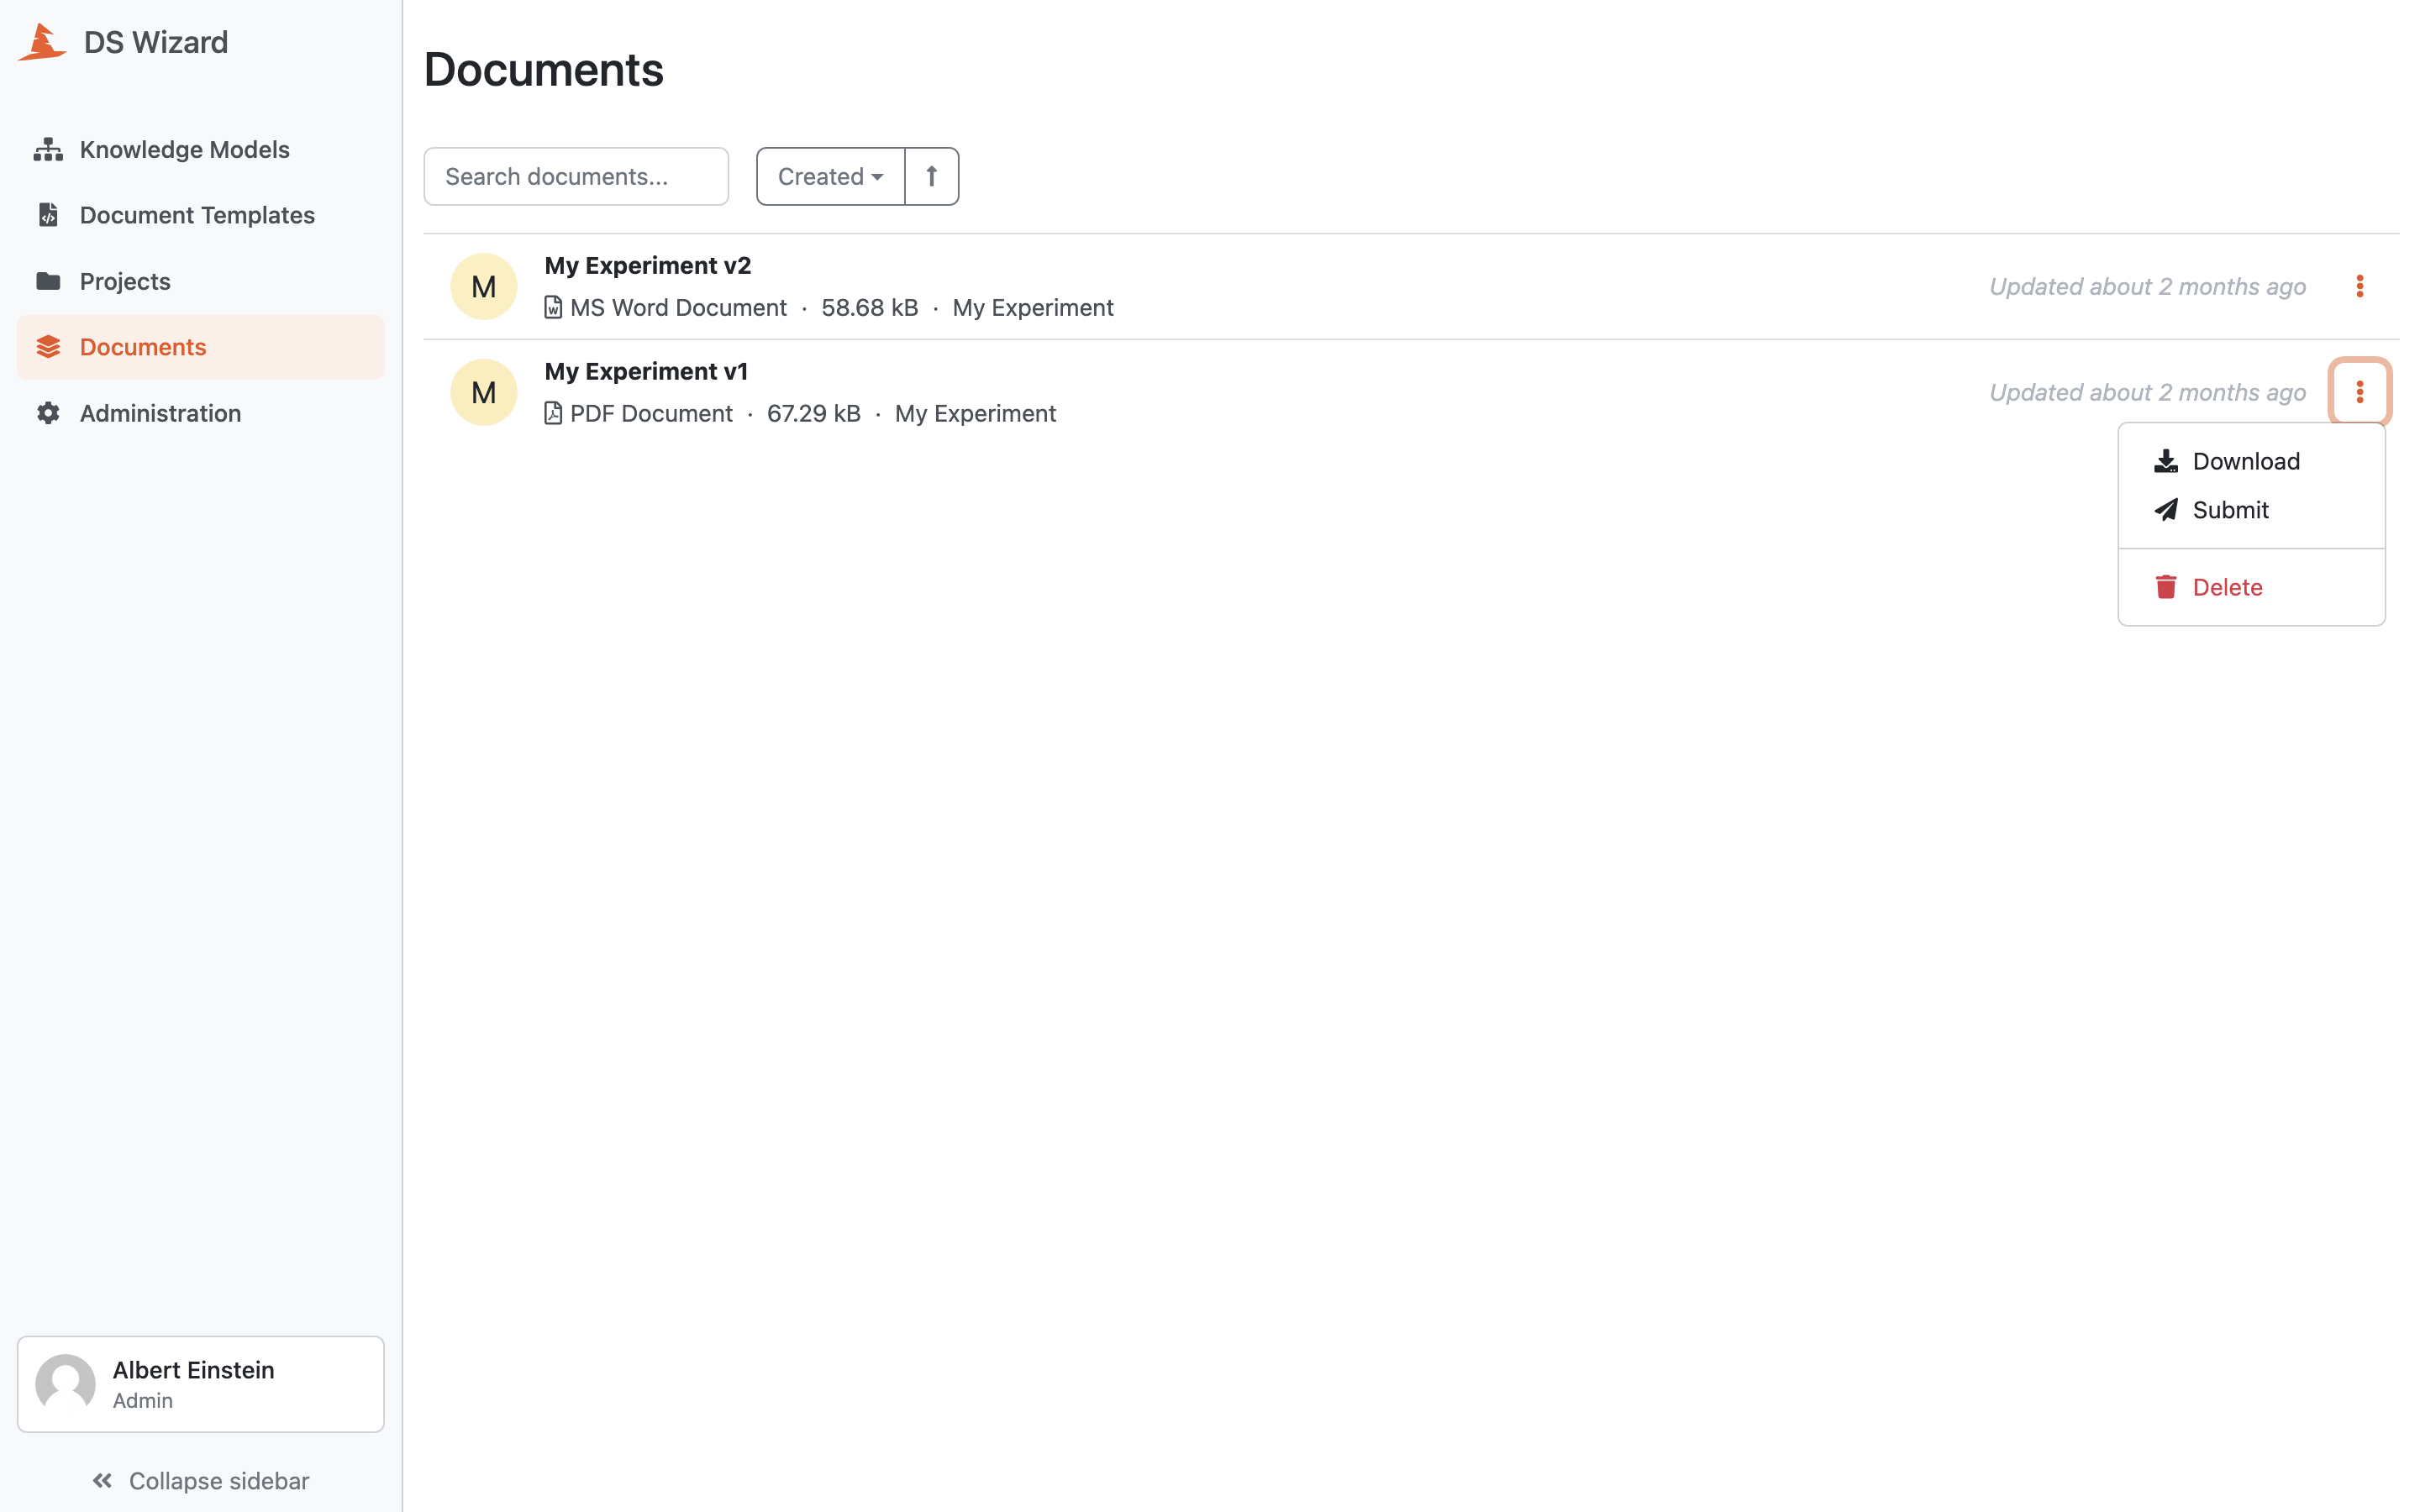 DS Wizard
Knowledge Models
Document Templates
Projects
Documents
Administration
Albert Einstein
Admin
Collapse sidebar
Documents
Search documents...
Created
M
My Experiment v2
MS Word Document · 58.68 kB · My Experiment
Updated about 2 months ago
M
My Experiment v1
PDF Document · 67.29 kB · My Experiment
Updated about 2 months ago
Download
Submit
Delete